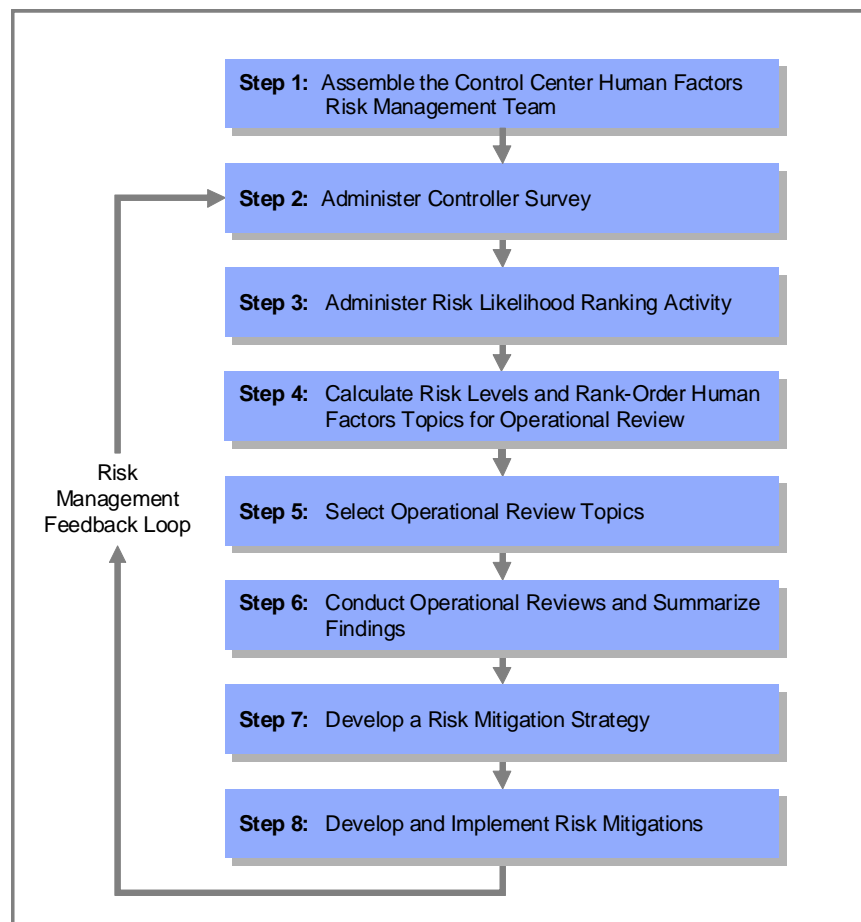 Step 1: Assemble the Control Center Human Factors
Risk Management Team
Step 2: Administer Controller Survey
Step 3: Administer Risk Likelihood Ranking Activity
Step 4: Calculate Risk Levels and Rank-Order Human
Factors Topics for Operational Review
Risk
Management
Feedback Loop
Step 5: Select Operational Review Topics
Step 6: Conduct Operational Reviews and Summarize
Findings
Step 7: Develop a Risk Mitigation Strategy
Step 8: Develop and Implement Risk Mitigations